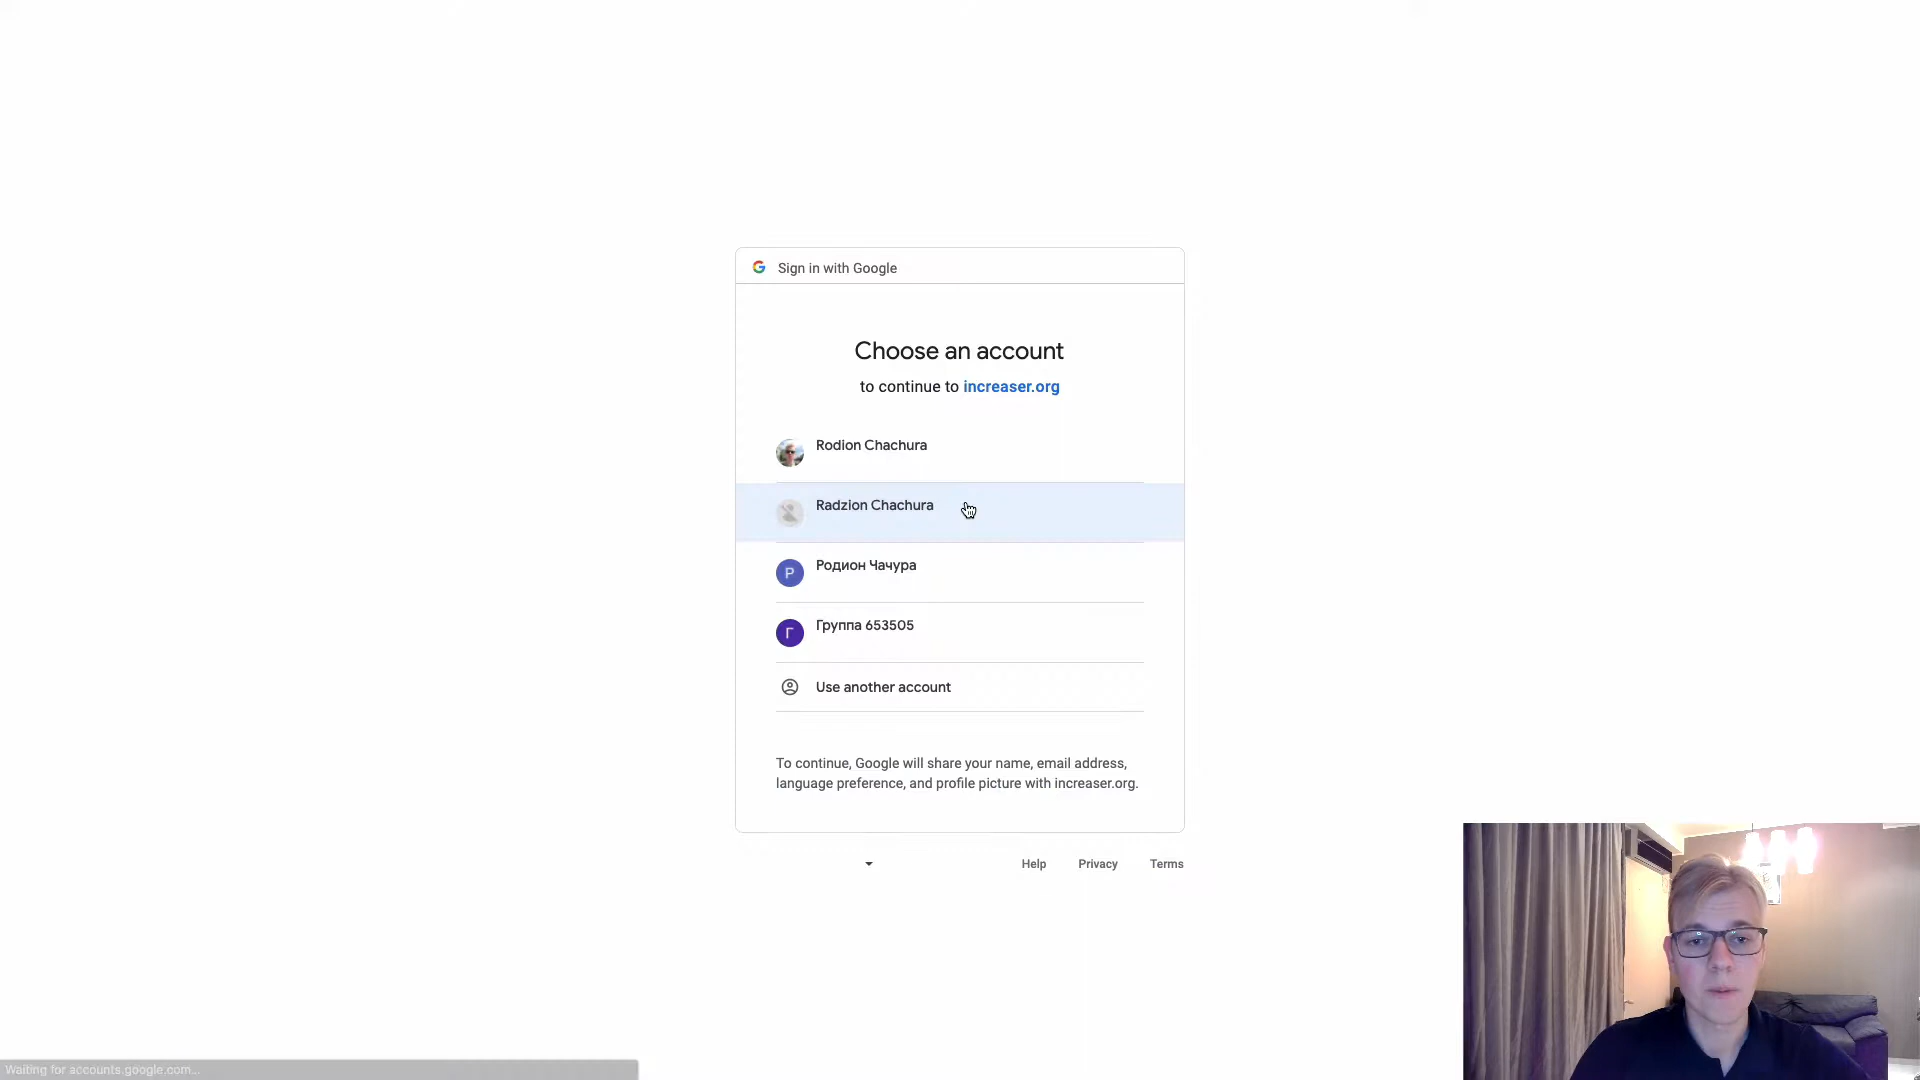 Sign in with Google
Choose an account
to continue to increaser.org
Rodion Chachura
Radzion Chachura
P
Родион Чачура
Г
Группа 653505
Use another account
To continue, Google will share your name, email address,
language preference, and profile picture with increaser.org.
Help Privacy Terms
Waiting for accounts.google.com...